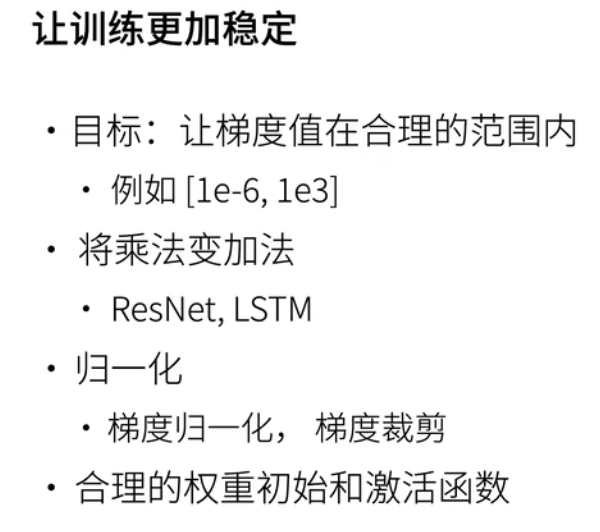 让训练更加稳定
• 目标：让梯度值在合理的范围内
• 例如 [1e-6, 1e3]
• 将乘法变加法
• ResNet, LSTM
• 归一化
• 梯度归一化， 梯度裁剪
• 合理的权重初始和激活函数